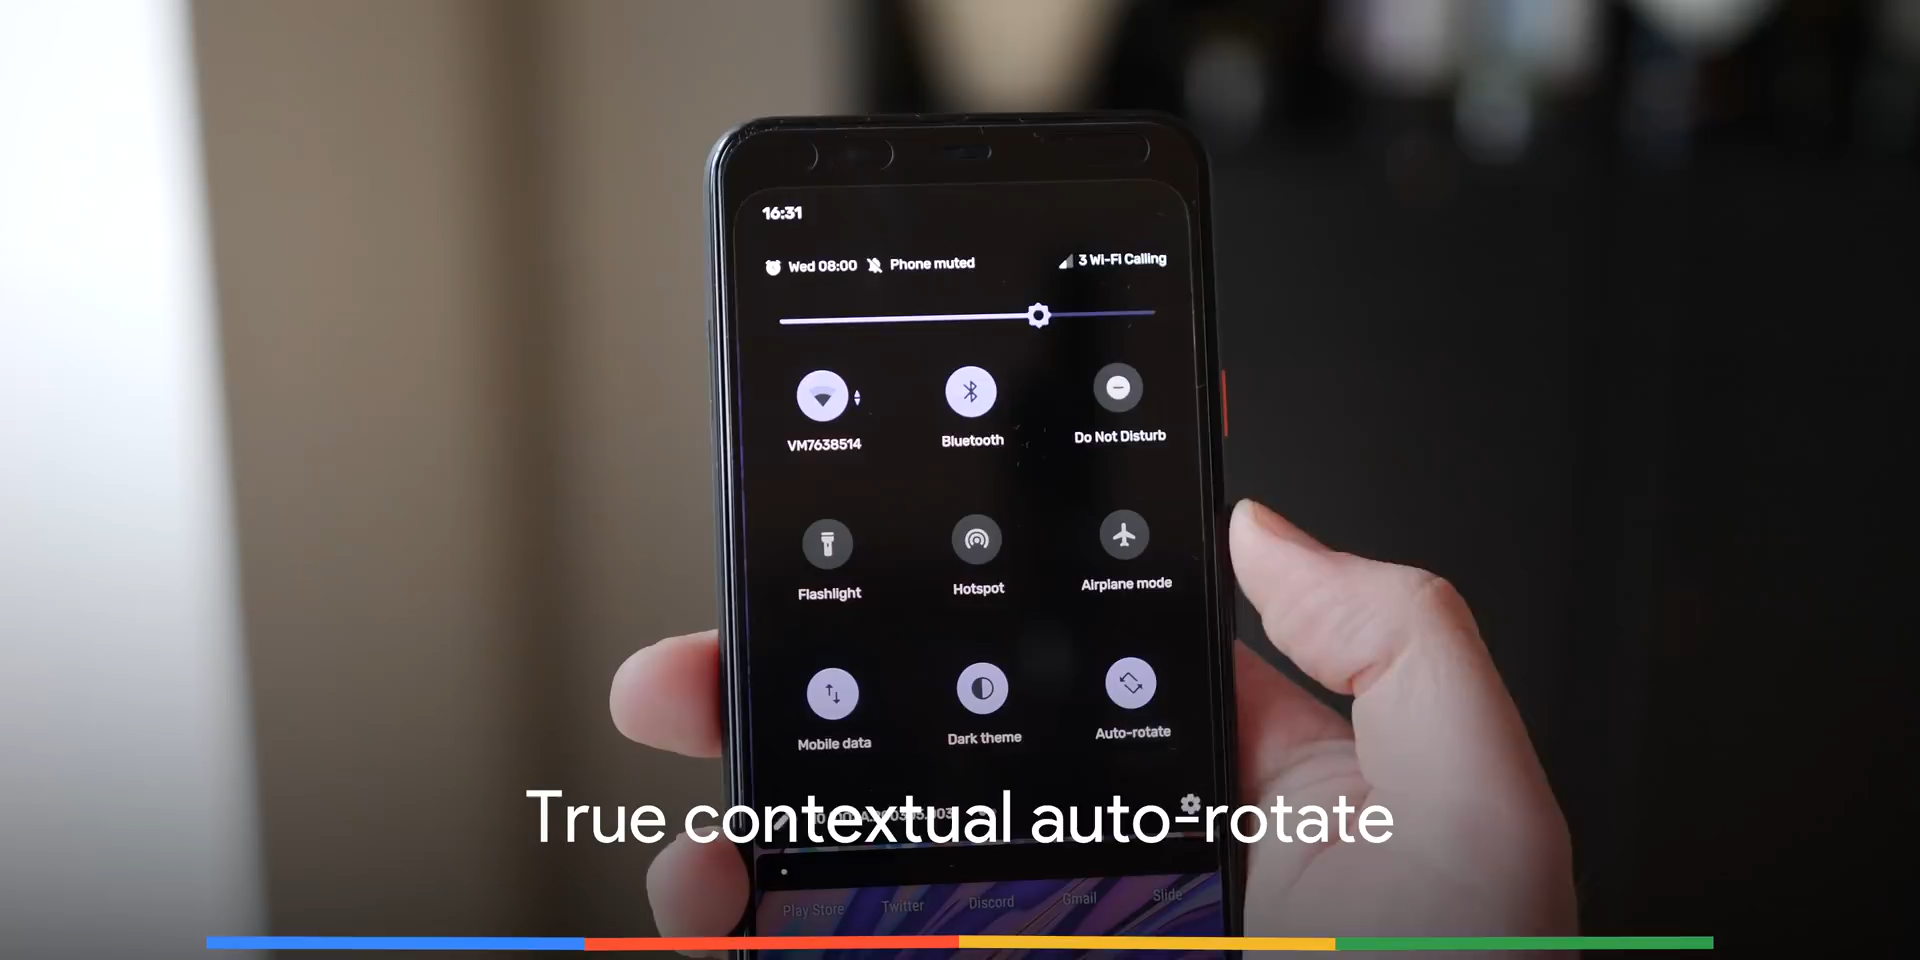 16:31
Wed 08:00 Phone muted 3 Wi-Fi Calling
VM7638514 Bluetooth Do Not Disturb
Flashlight Hotspot Airplane mode
Mobile data Dark theme Auto-rotate
True contextual auto-rotate
Play Store Twitter Discord Gmail Slide